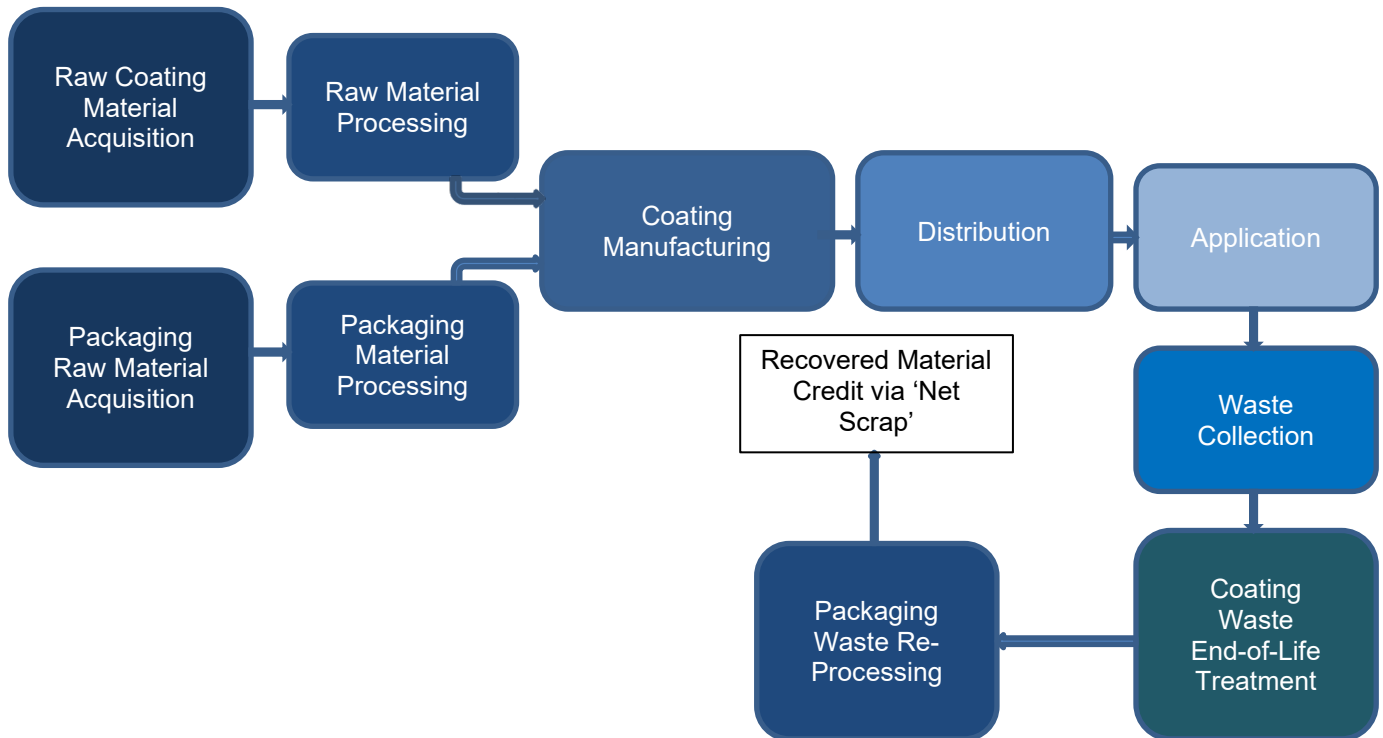 Raw Coating
Material
Acquisition
Raw Material
Processing
Coating
Manufacturing
Distribution
Application
Packaging
Raw Material
Acquisition
Packaging
Material
Processing
Recovered Material
Credit via ‘Net
Scrap’
Waste
Collection
Packaging
Waste Re-
Processing
Coating
Waste
End-of-Life
Treatment